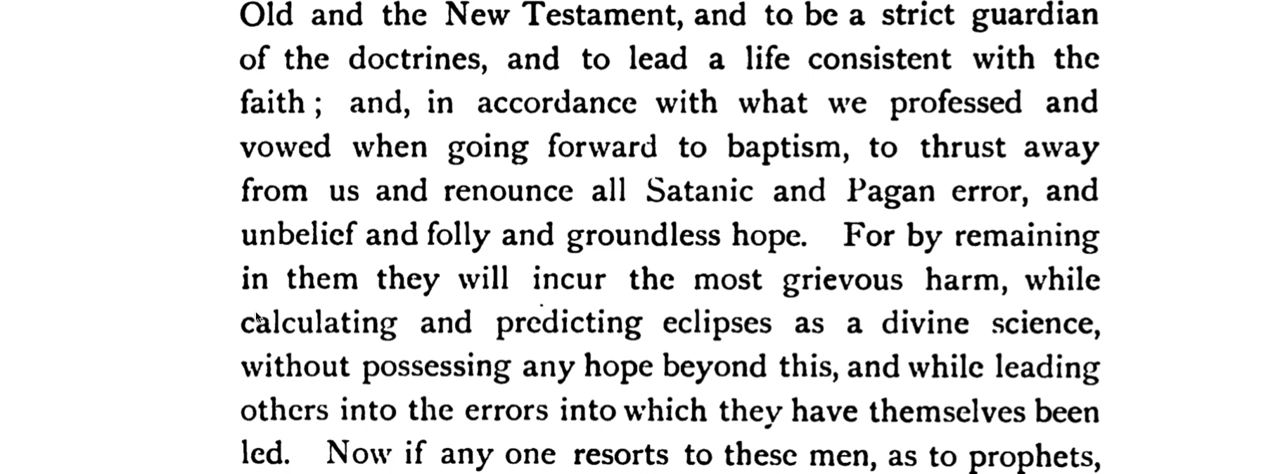 Old and the New Testament, and to be a strict guardian
of the doctrines, and to lead a life consistent with the
faith ; and, in accordance with what we professed and
vowed when going forward to baptism, to thrust away
from us and renounce all Satanic and Pagan error, and
unbelief and folly and groundless hope. For by remaining
in them they will incur the most grievous harm, while
calculating and predicting eclipses as a divine science,
without possessing any hope beyond this, and while leading
others into the errors into which they have themselves been
led. Now if any one resorts to these men, as to prophets,